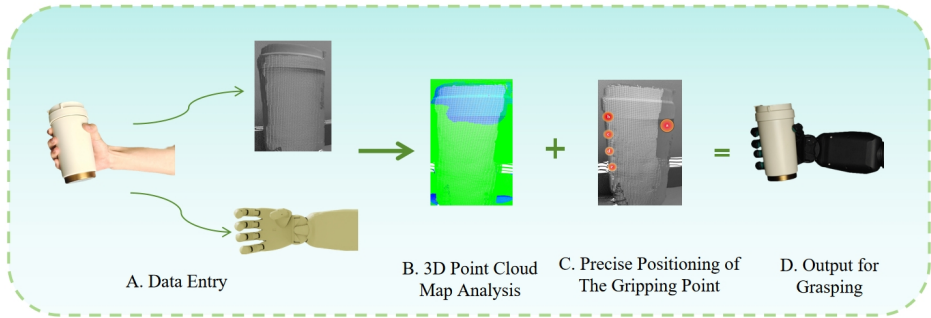 A. Data Entry
B. 3D Point Cloud
Map Analysis
C. Precise Positioning of
The Gripping Point
D. Output for
Grasping